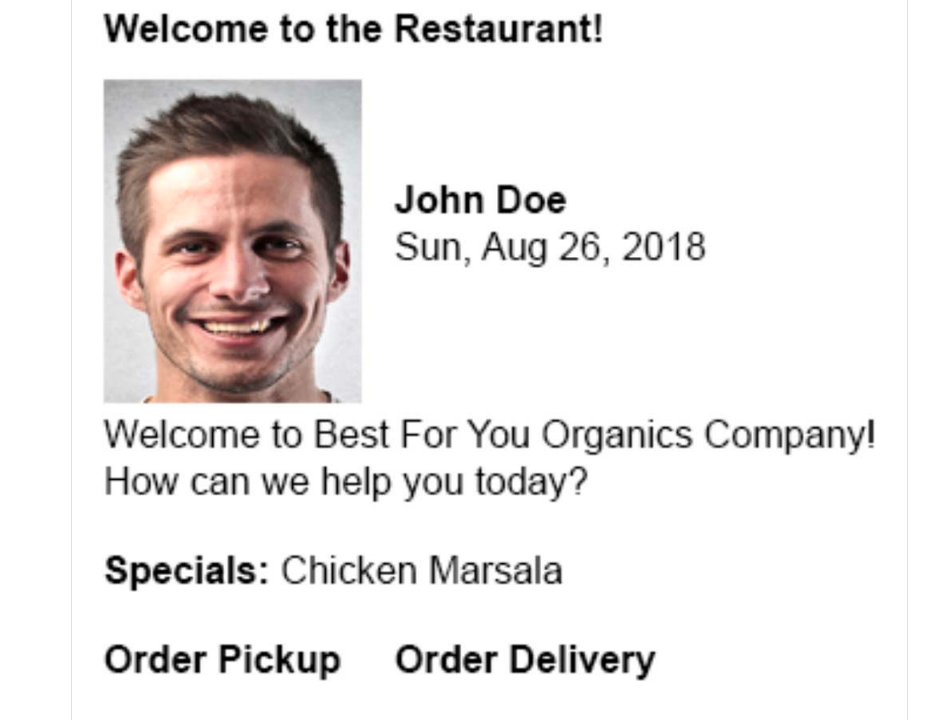 Welcome to the Restaurant!
John Doe
Sun, Aug 26, 2018
Welcome to Best For You Organics Company!
How can we help you today?
Specials: Chicken Marsala
Order Pickup Order Delivery